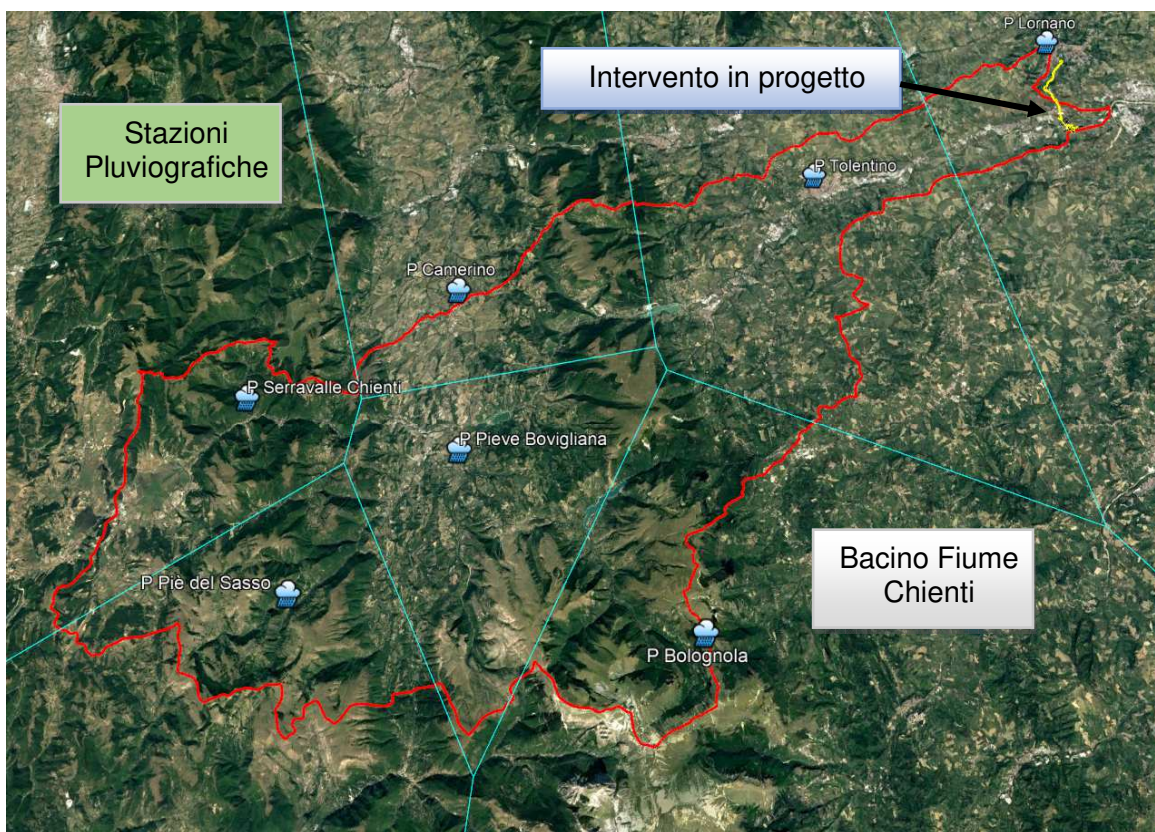 P Lornano
Intervento in progetto
Stazioni
Pluviografiche
P Tolentino
P Camerino
P Serravalle Chienti
P Pieve Bovigliana
Bacino Fiume
Chienti
P Piè del Sasso
P Bolognola